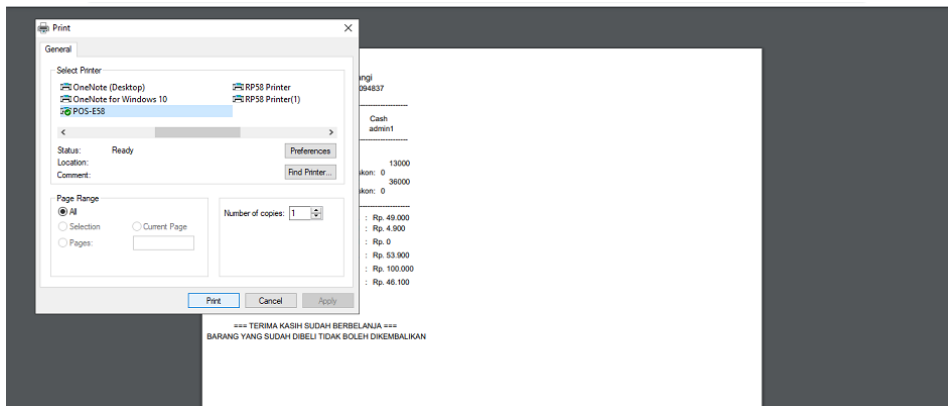 Print
General
Select Printer
OneNote (Desktop)
OneNote for Windows 10
POS-E58
RP58 Printer
RP58 Printer(1)
Status: Ready
Location:
Comment:
Preferences
Find Printer...
Page Range
All
Selection
Current Page
Pages:
Number of copies: 1
Print
Cancel
Apply
ngi
094837
--------------------
Cash
admin1
--------------------
13000
skon: 0
36000
skon: 0
--------------------
: Rp. 49.000
: Rp. 4.900
: Rp. 0
: Rp. 53.900
: Rp. 100.000
: Rp. 46.100
=== TERIMA KASIH SUDAH BERBELANJA ===
BARANG YANG SUDAH DIBELI TIDAK BOLEH DIKEMBALIKAN